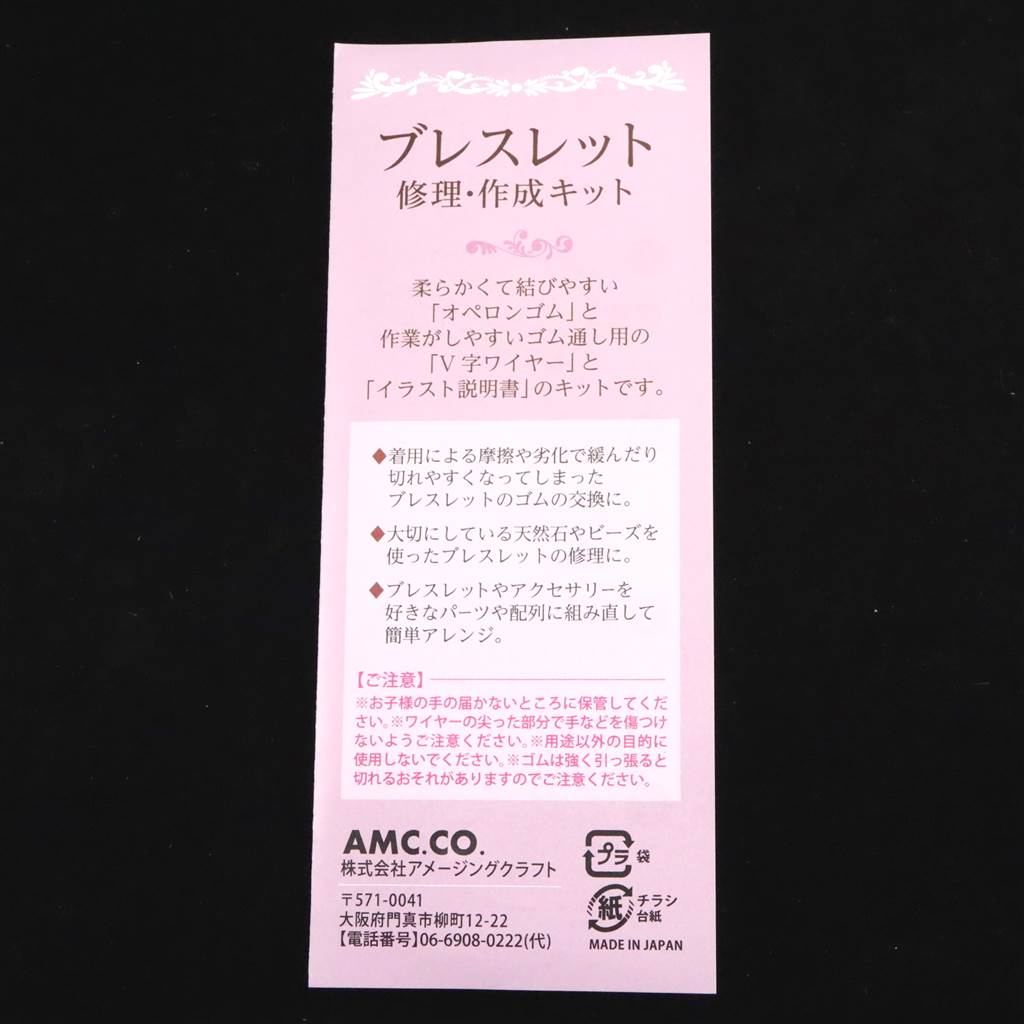 ブレスレット
修理・作成キット
柔らかくて結びやすい
「オペロンゴム」と
作業がしやすいゴム通し用の
「V字ワイヤー」と
「イラスト説明書」のキットです。
◆着用による摩擦や劣化で緩んだり
切れやすくなってしまった
ブレスレットのゴムの交換に。
◆大切にしている天然石やビーズを
使ったブレスレットの修理に。
◆ブレスレットやアクセサリーを
好きなパーツや配列に組み直して
簡単アレンジ。
【ご注意】
※お子様の手の届かないところに保管してくだ
さい。※ワイヤーの尖った部分で手などを傷つけ
ないようご注意ください。※用途以外の目的に
使用しないでください。※ゴムは強く引っ張ると
切れるおそれがありますのでご注意ください。
AMC.CO.
株式会社アメージングクラフト
〒571-0041
大阪府門真市柳町12-22
【電話番号】06-6908-0222(代)
プラ 袋
紙 チラシ
台紙
MADE IN JAPAN